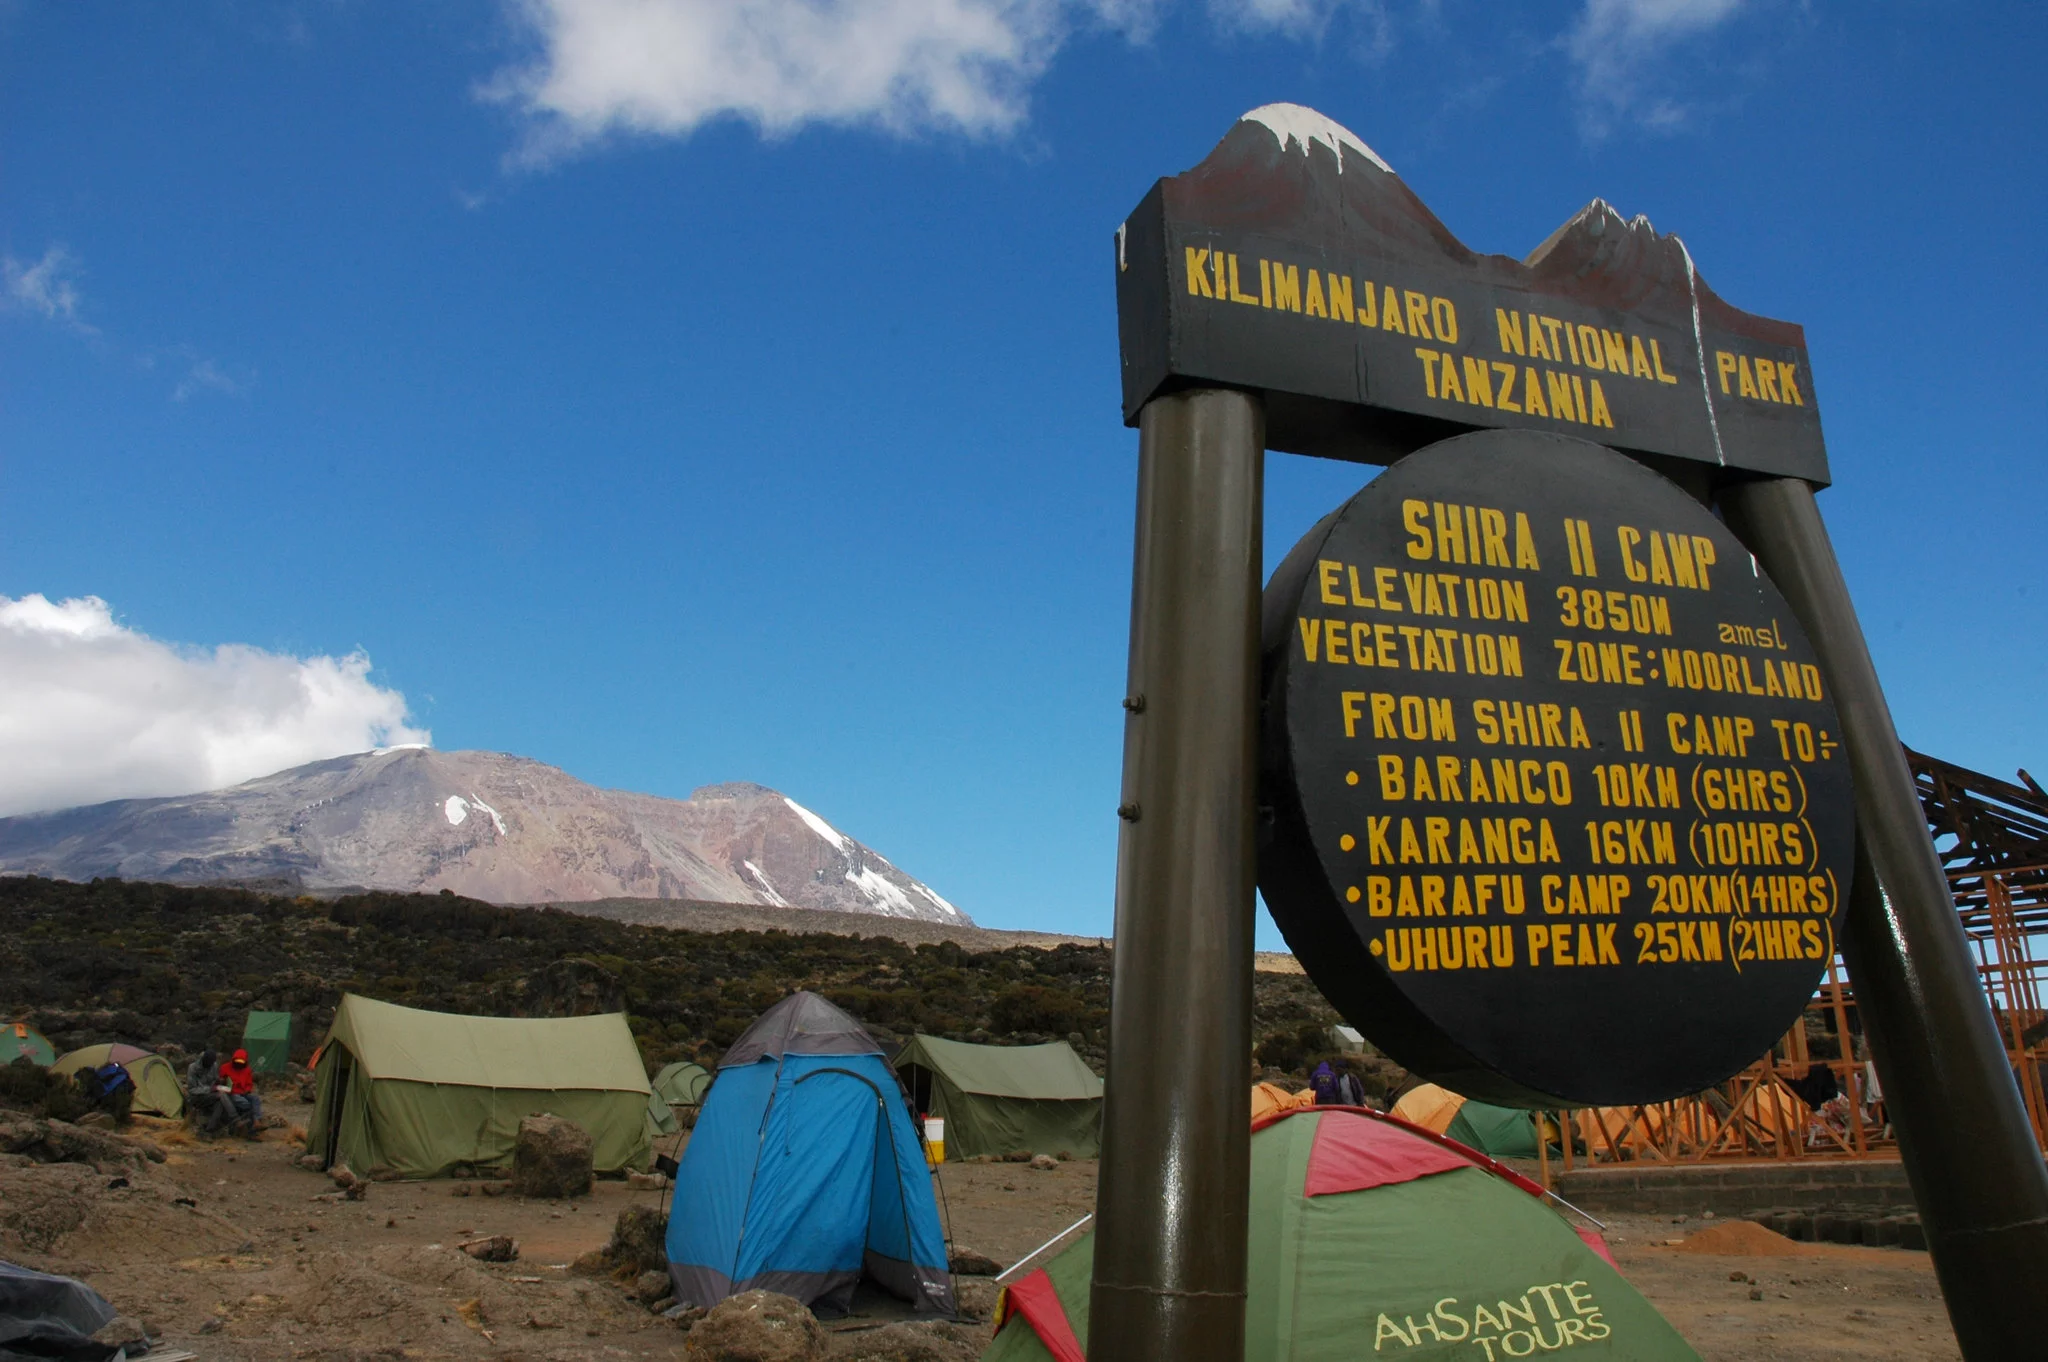 KILIMANJARO NATIONAL PARK
TANZANIA
SHIRA II CAMP
ELEVATION 3850M amsl
VEGETATION ZONE:MOORLAND
FROM SHIRA II CAMP TO:-
• BARANCO 10KM (6HRS)
• KARANGA 16KM (10HRS)
• BARAFU CAMP 20KM (14HRS)
• UHURU PEAK 25KM (21HRS)
AHSANTE
TOURS